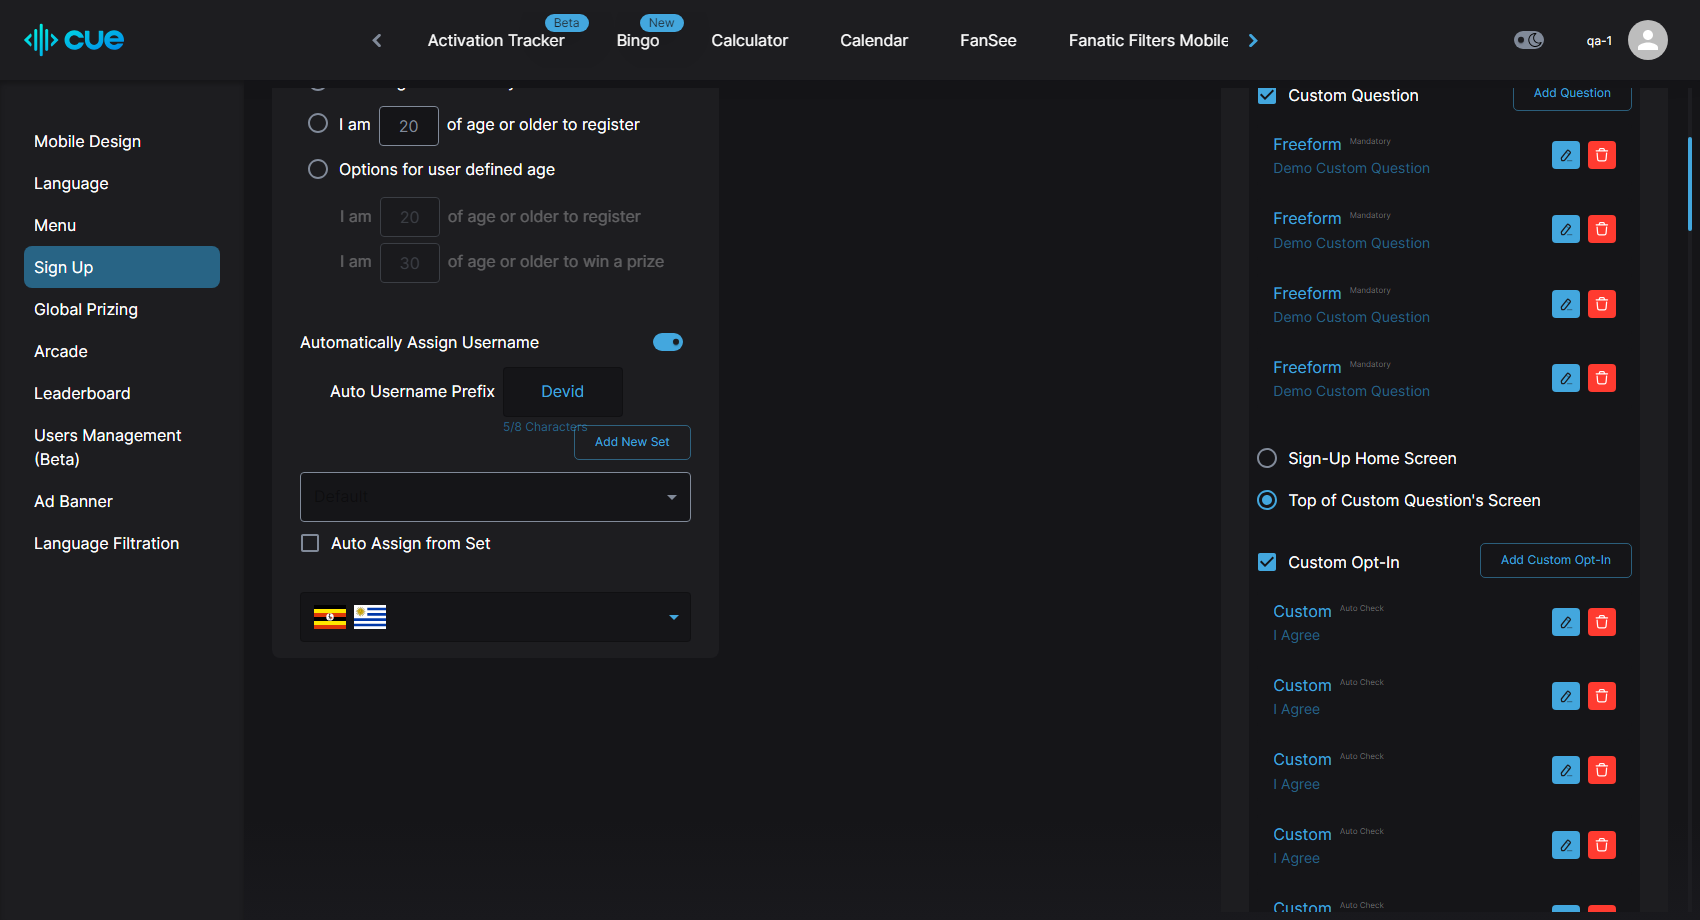 cue
Activation Tracker
Beta
Bingo
New
Calculator
Calendar
FanSee
Fanatic Filters Mobile
qa-1
Mobile Design
Language
Menu
Sign Up
Global Prizing
Arcade
Leaderboard
Users Management
(Beta)
Ad Banner
Language Filtration
I am 20 of age or older to register
Options for user defined age
I am 20 of age or older to register
I am 30 of age or older to win a prize
Automatically Assign Username
Auto Username Prefix Devid
5/8 Characters
Add New Set
Default
Auto Assign from Set
Custom Question
Add Question
Freeform Mandatory
Demo Custom Question
Freeform Mandatory
Demo Custom Question
Freeform Mandatory
Demo Custom Question
Freeform Mandatory
Demo Custom Question
Sign-Up Home Screen
Top of Custom Question's Screen
Custom Opt-In
Add Custom Opt-In
Custom Auto Check
I Agree
Custom Auto Check
I Agree
Custom Auto Check
I Agree
Custom Auto Check
I Agree
Custom Auto Check